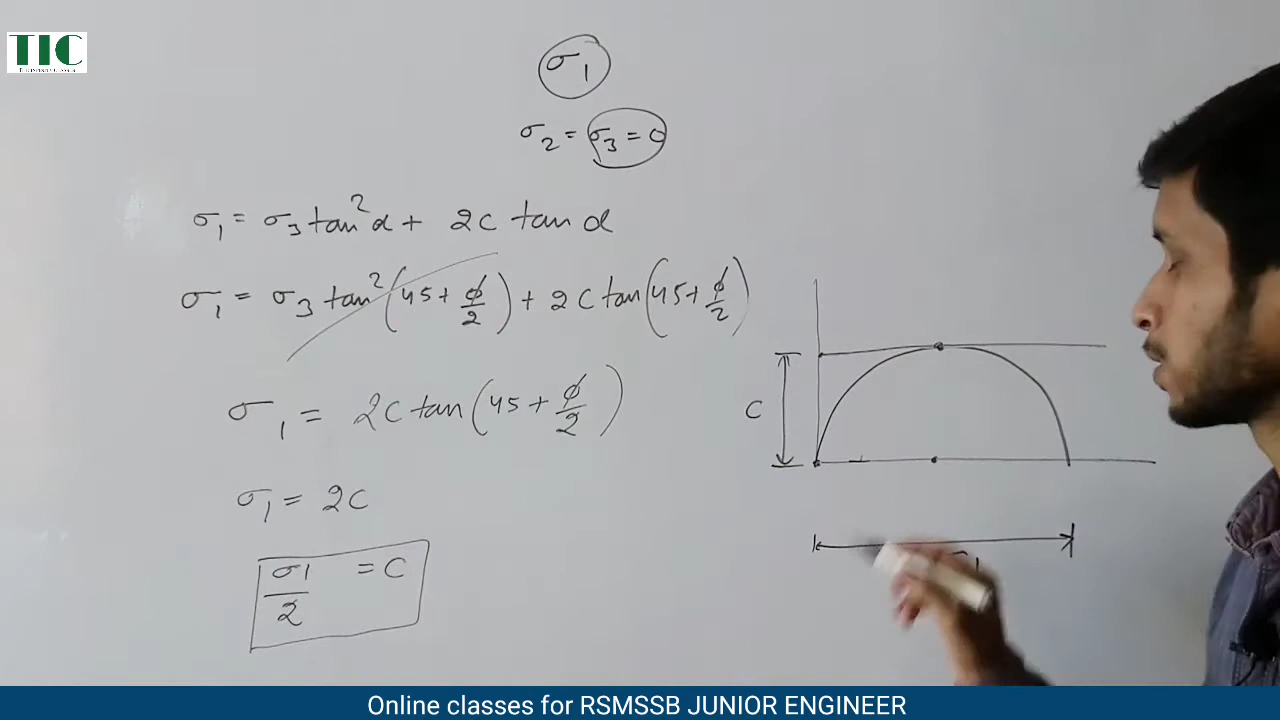 TIC
σ1
σ2 = σ3 = 0
σ1 = σ3 tan²α + 2c tan α
σ1 = σ3 tan²(45 + ϕ/2) + 2c tan(45 + ϕ/2)
σ1 = 2c tan(45 + ϕ/2)
c
σ1 = 2c
σ1/2 = c
Online classes for RSMSSB JUNIOR ENGINEER